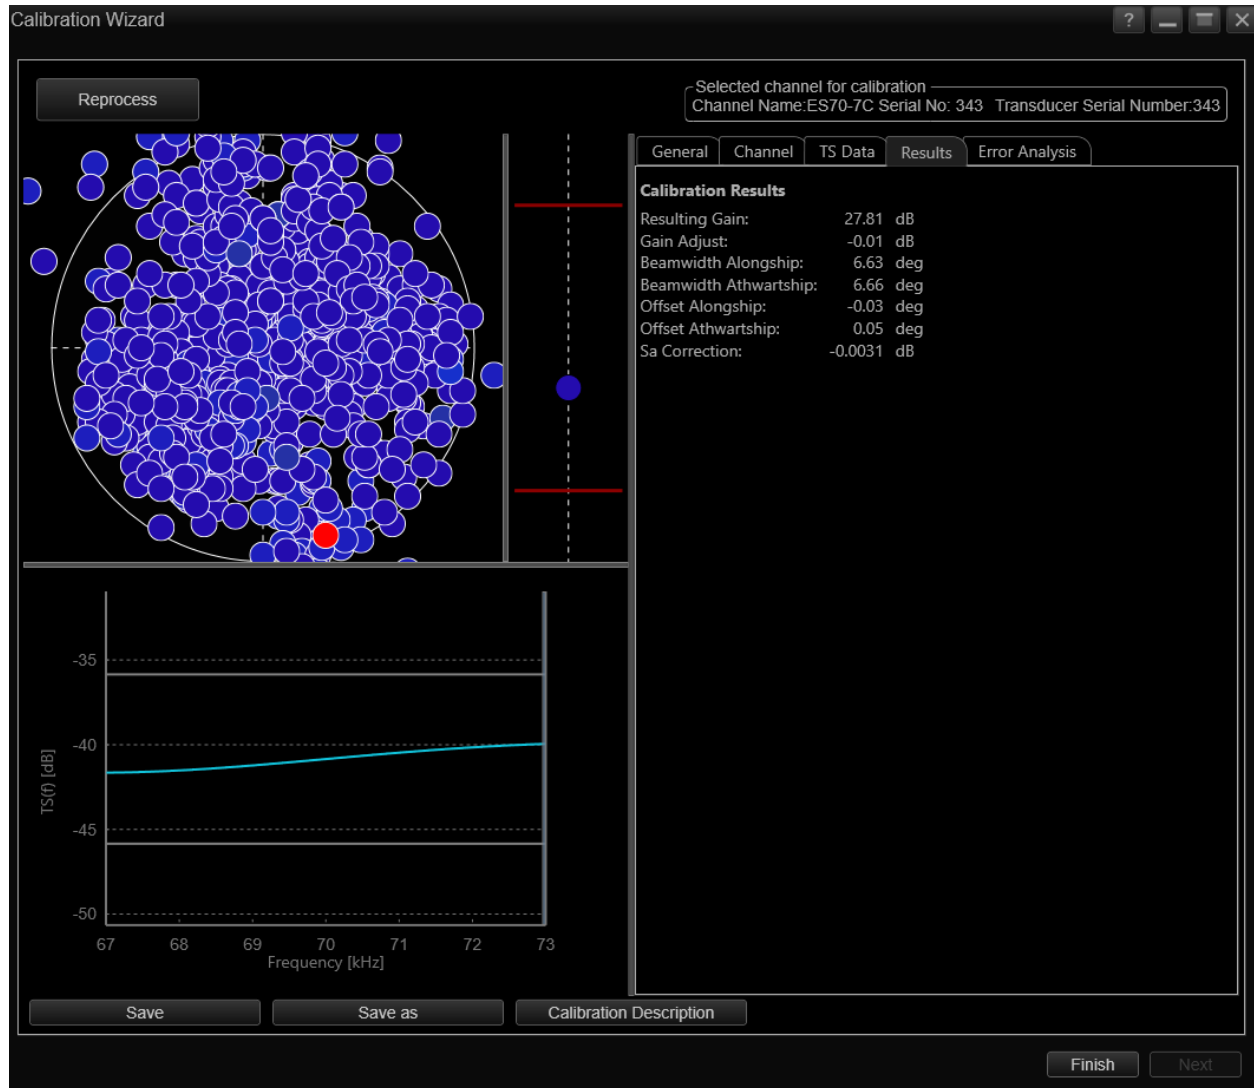 Calibration Wizard
?
Reprocess
Selected channel for calibration
Channel Name:ES70-7C Serial No: 343 Transducer Serial Number:343
General Channel TS Data Results Error Analysis
Calibration Results
Resulting Gain: 27.81 dB
Gain Adjust: -0.01 dB
Beamwidth Alongship: 6.63 deg
Beamwidth Athwartship: 6.66 deg
Offset Alongship: -0.03 deg
Offset Athwartship: 0.05 deg
Sa Correction: -0.0031 dB
-35
-40
-45
-50
TS(f) [dB]
67 68 69 70 71 72 73
Frequency [kHz]
Save Save as Calibration Description
Finish Next